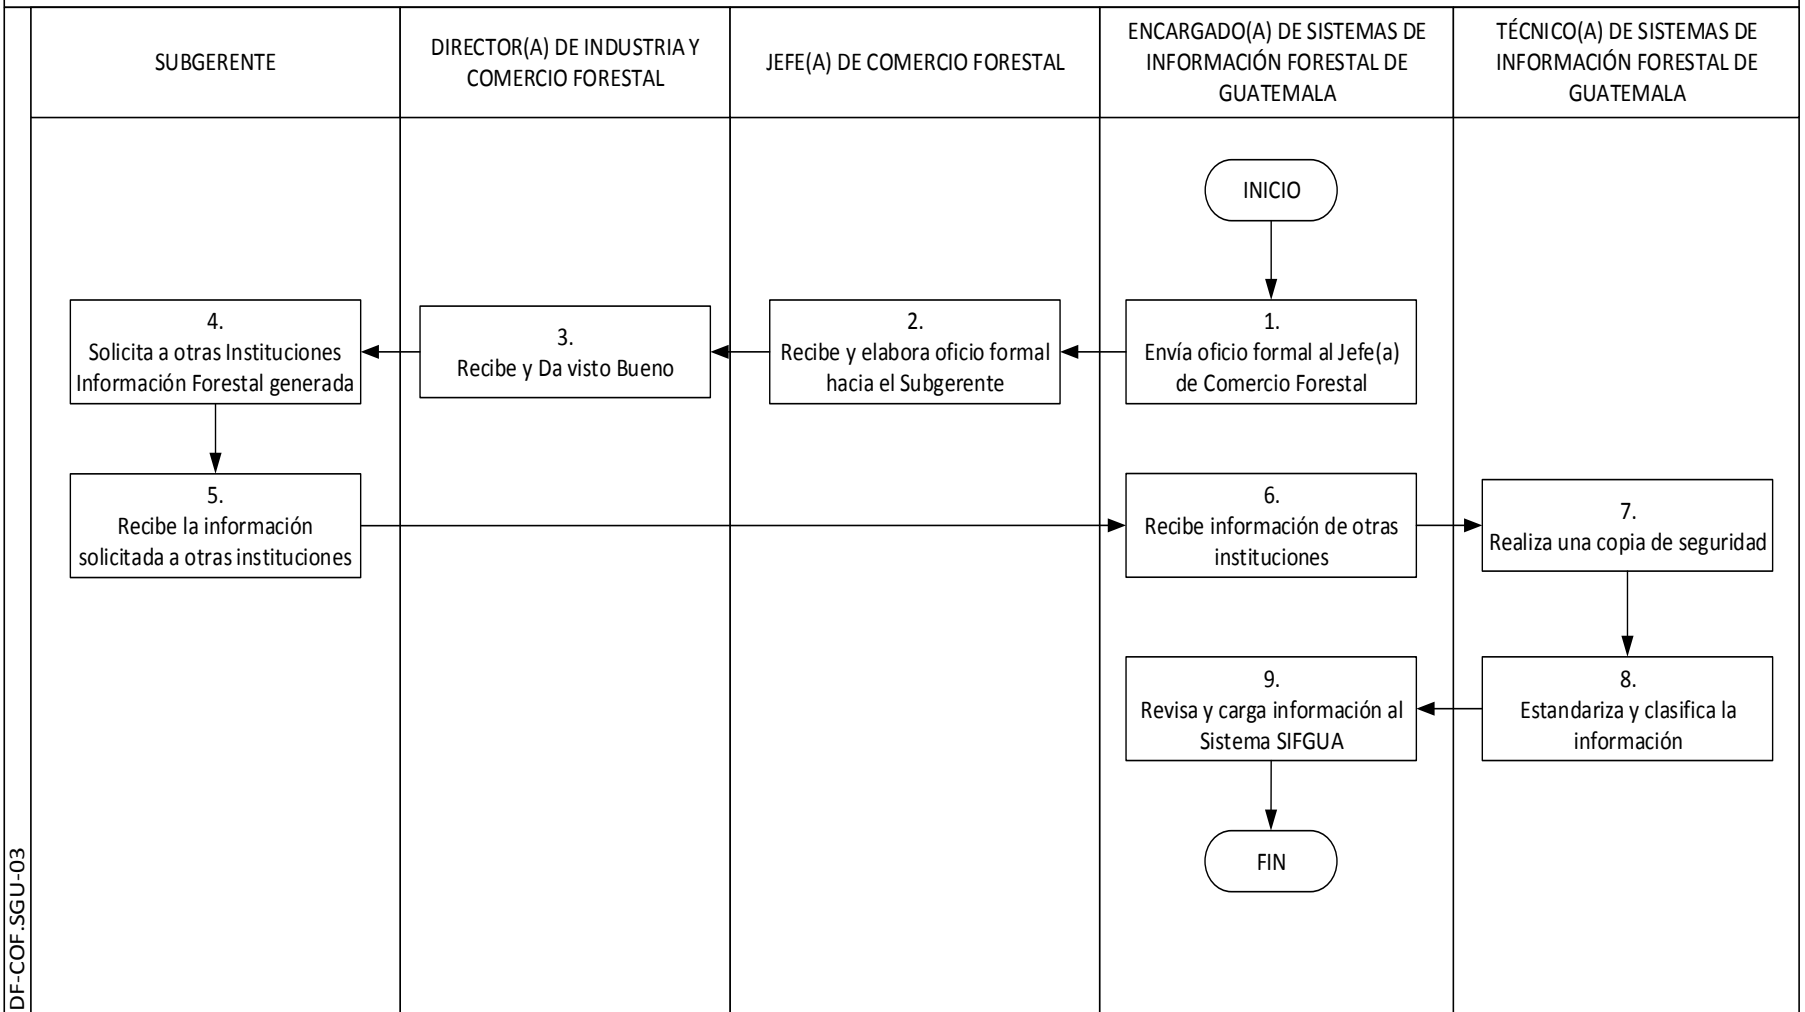 SUBGERENTE
DIRECTOR(A) DE INDUSTRIA Y
COMERCIO FORESTAL
JEFE(A) DE COMERCIO FORESTAL
ENCARGADO(A) DE SISTEMAS DE
INFORMACIÓN FORESTAL DE
GUATEMALA
TÉCNICO(A) DE SISTEMAS DE
INFORMACIÓN FORESTAL DE
GUATEMALA
INICIO
4.
Solicita a otras Instituciones
Información Forestal generada
3.
Recibe y Da visto Bueno
2.
Recibe y elabora oficio formal
hacia el Subgerente
1.
Envía oficio formal al Jefe(a)
de Comercio Forestal
5.
Recibe la información
solicitada a otras instituciones
6.
Recibe información de otras
instituciones
7.
Realiza una copia de seguridad
9.
Revisa y carga información al
Sistema SIFGUA
8.
Estandariza y clasifica la
información
FIN
DF-COF.SGU-03